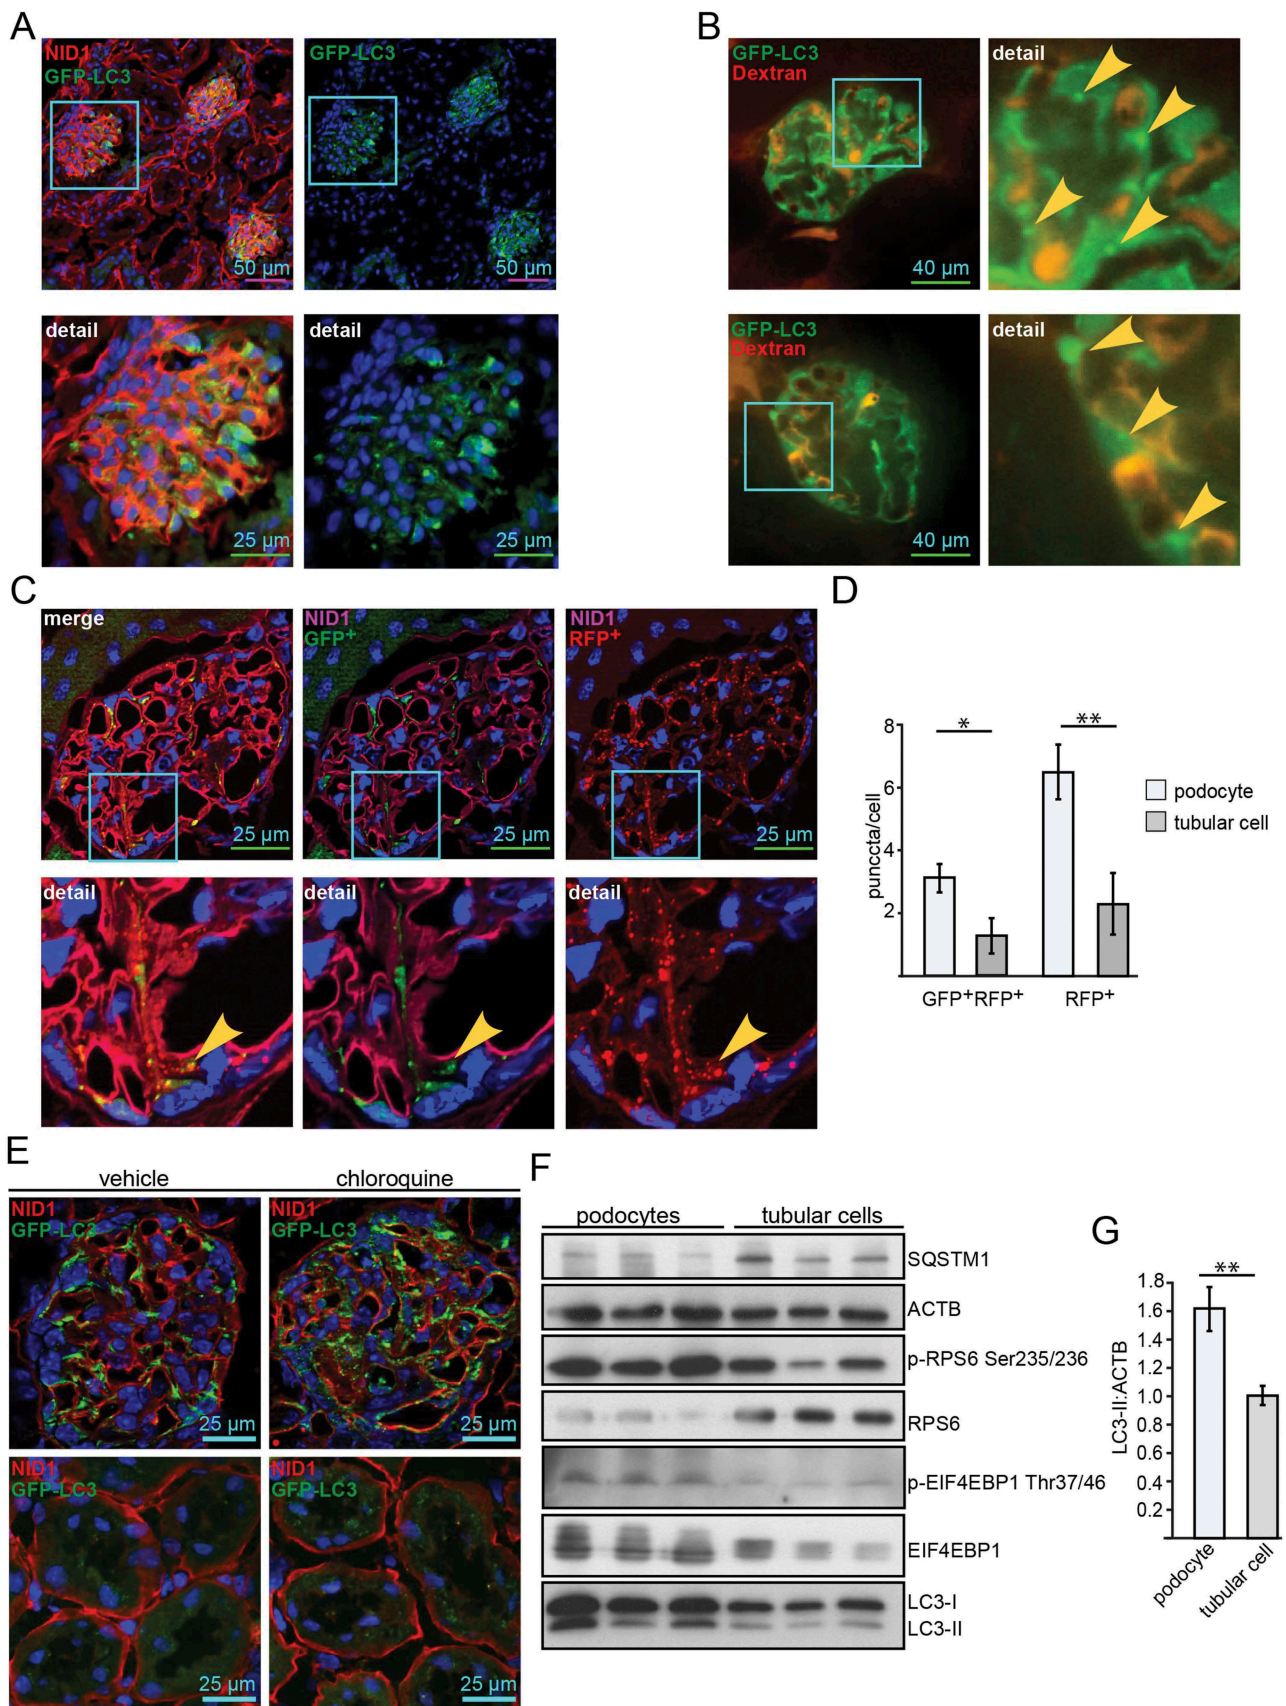 A
NID1
GFP-LC3
50 µm
GFP-LC3
50 µm
detail
25 µm
detail
25 µm
B
GFP-LC3
Dextran
40 µm
detail
GFP-LC3
Dextran
40 µm
detail
C
merge
25 µm
NID1
GFP+
25 µm
NID1
RFP+
25 µm
detail
detail
detail
D
punccta/cell
8
6
4
2
*
**
GFP+RFP+
RFP+
podocyte
tubular cell
E
vehicle
chloroquine
NID1
GFP-LC3
25 µm
NID1
GFP-LC3
25 µm
NID1
GFP-LC3
25 µm
NID1
GFP-LC3
25 µm
F
podocytes
tubular cells
SQSTM1
ACTB
p-RPS6 Ser235/236
RPS6
p-EIF4EBP1 Thr37/46
EIF4EBP1
LC3-I
LC3-II
G
LC3-II:ACTB
1.8
1.6
1.4
1.2
1.0
0.8
0.6
0.4
0.2
**
podocyte
tubular cell